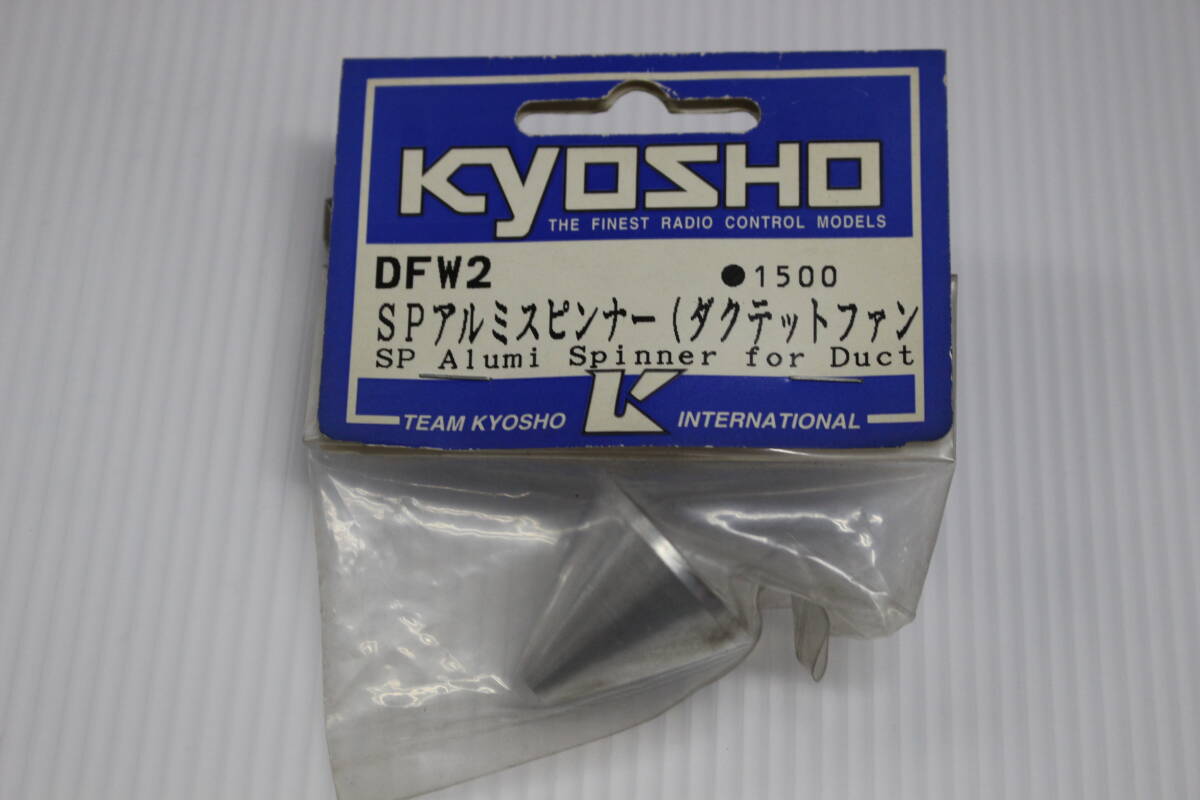 KYOSHO
THE FINEST RADIO CONTROL MODELS
DFW2 ●1500
SPアルミスピンナー(ダクテットファン
SP Alumi Spinner for Duct
TEAM KYOSHO K INTERNATIONAL